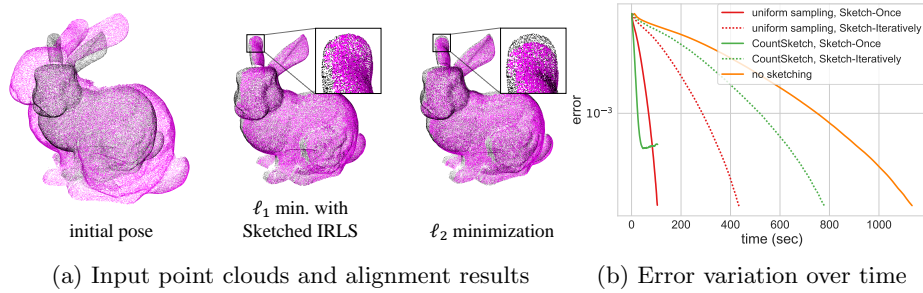 initial pose
ℓ₁ min. with
Sketched IRLS
ℓ₂ minimization
(a) Input point clouds and alignment results
uniform sampling, Sketch-Once
uniform sampling, Sketch-Iteratively
CountSketch, Sketch-Once
CountSketch, Sketch-Iteratively
no sketching
error
10⁻³
0 200 400 600 800 1000
time (sec)
(b) Error variation over time